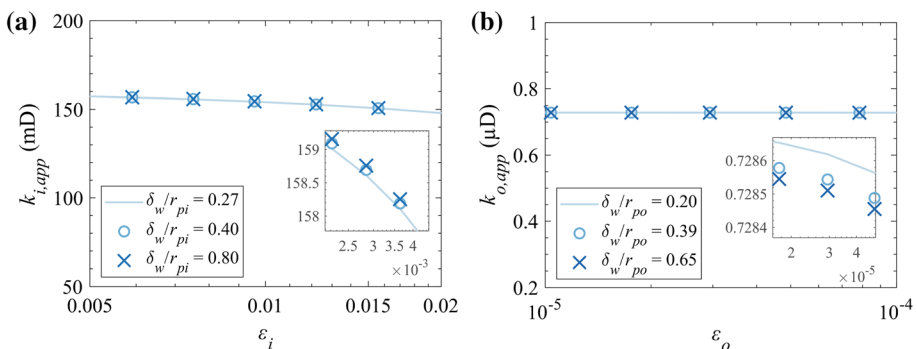 (a)
200
150
100
50
k_{i,app} (mD)
159
158.5
158
2.5 3 3.5 4
×10^{-3}
δ_w/r_{pi} = 0.27
δ_w/r_{pi} = 0.40
δ_w/r_{pi} = 0.80
0.005 0.01 0.015 0.02
ε_i
(b)
1
0.8
0.6
0.4
0.2
k_{o,app} (μD)
0.7286
0.7285
0.7284
2 3 4
×10^{-5}
δ_w/r_{po} = 0.20
δ_w/r_{po} = 0.39
δ_w/r_{po} = 0.65
10^{-5} 10^{-4}
ε_o